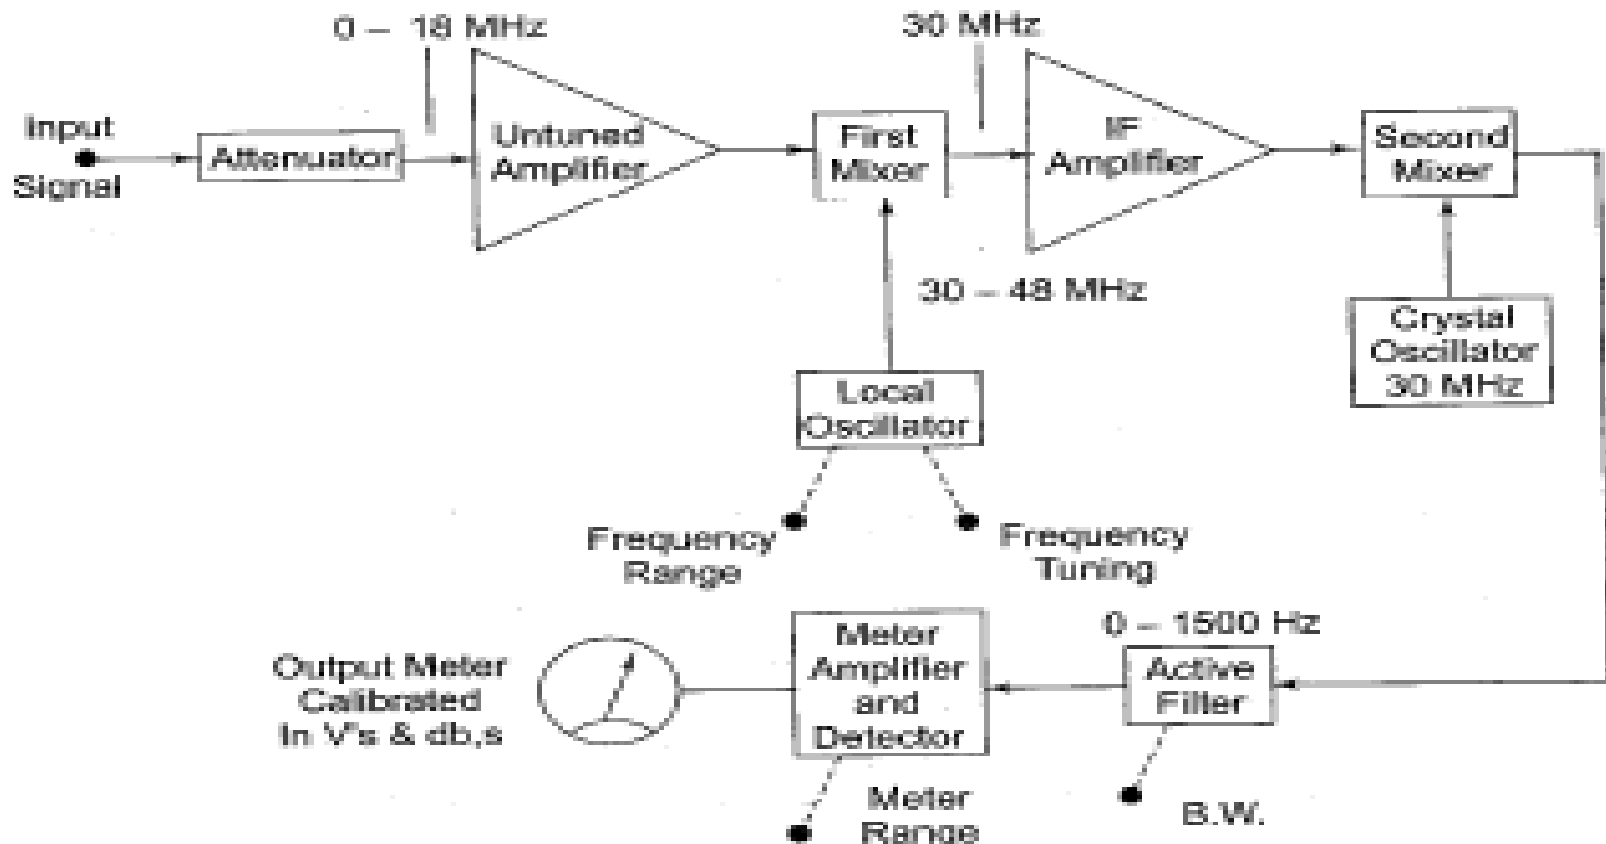 0 – 18 MHz
30 MHz
Input
Signal
Attenuator
Untuned
Amplifier
First
Mixer
IF
Amplifier
Second
Mixer
30 – 48 MHz
Crystal
Oscillator
30 MHz
Local
Oscillator
Frequency
Range
Frequency
Tuning
0 – 1500 Hz
Output Meter
Calibrated
In V's & db,s
Meter
Amplifier
and
Detector
Active
Filter
Meter
Range
B.W.